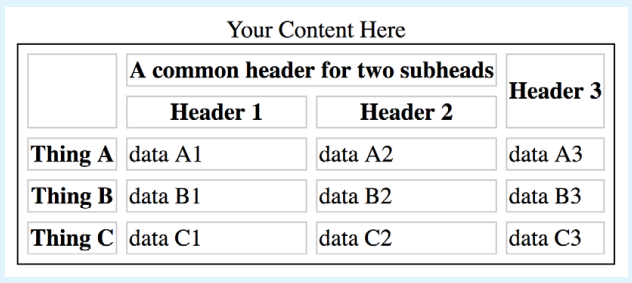 Your Content Here
A common header for two subheads
Header 3
Header 1 Header 2
Thing A data A1 data A2 data A3
Thing B data B1 data B2 data B3
Thing C data C1 data C2 data C3